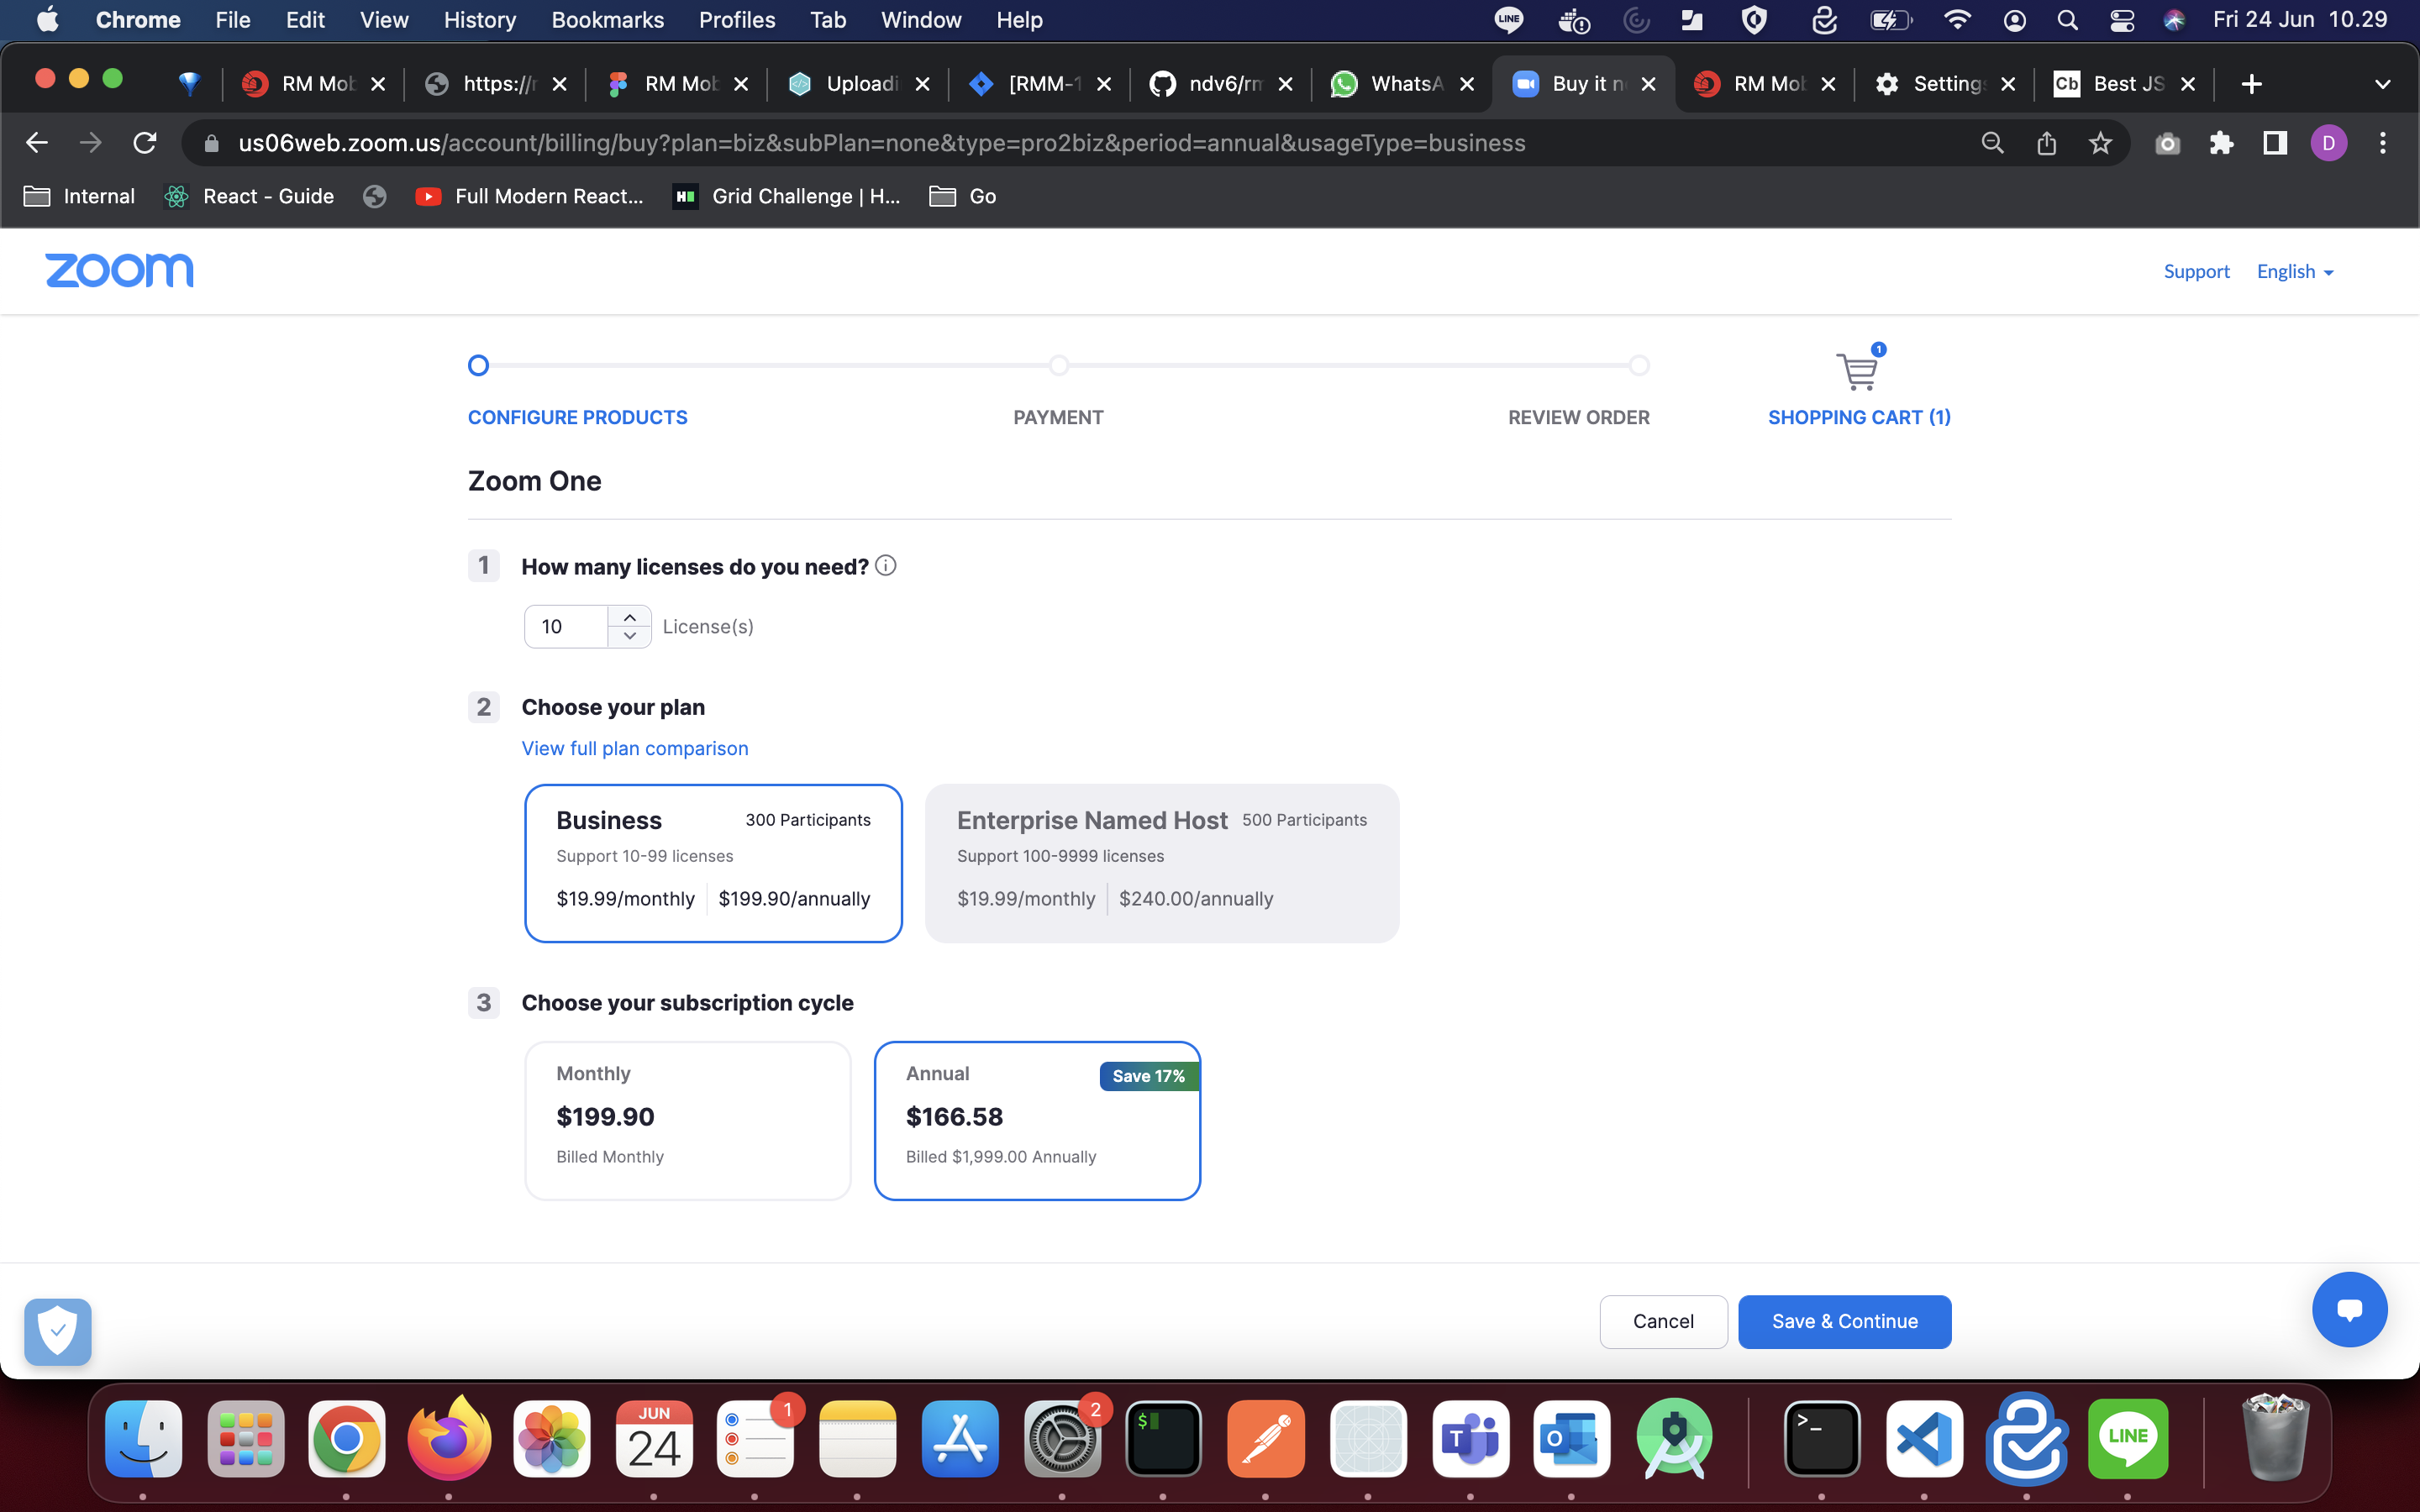 Chrome File Edit View History Bookmarks Profiles Tab Window Help LINE Fri 24 Jun 10.29
RM Mob https://r RM Mob Uploadi [RMM-1 ndv6/rm WhatsA Buy it n RM Mob Settings Cb Best JS
us06web.zoom.us/account/billing/buy?plan=biz&subPlan=none&type=pro2biz&period=annual&usageType=business D
Internal React - Guide Full Modern React... H Grid Challenge | H... Go
zoom Support English
1
CONFIGURE PRODUCTS PAYMENT REVIEW ORDER SHOPPING CART (1)
Zoom One
1 How many licenses do you need?
10 License(s)
2 Choose your plan
View full plan comparison
Business 300 Participants
Support 10-99 licenses
$19.99/monthly $199.90/annually
Enterprise Named Host 500 Participants
Support 100-9999 licenses
$19.99/monthly $240.00/annually
3 Choose your subscription cycle
Monthly
$199.90
Billed Monthly
Annual Save 17%
$166.58
Billed $1,999.00 Annually
Cancel Save & Continue
JUN 1 2
24 $ T O >_ LINE